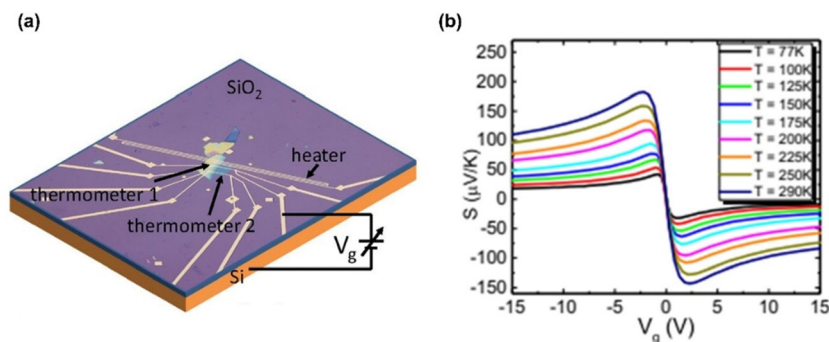 (a)
SiO2
heater
thermometer 1
thermometer 2
Vg
Si
(b)
S (μV/K)
250
200
150
100
50
0
-50
-100
-150
-15 -10 -5 0 5 10 15
Vg (V)
T = 77K
T = 100K
T = 125K
T = 150K
T = 175K
T = 200K
T = 225K
T = 250K
T = 290K